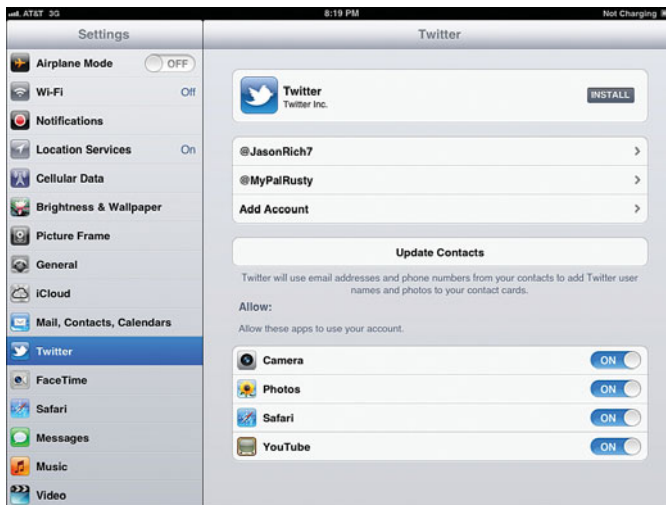 AT&T 3G 8:19 PM Not Charging
Settings
Airplane Mode OFF
Wi-Fi Off
Notifications
Location Services On
Cellular Data
Brightness & Wallpaper
Picture Frame
General
iCloud
Mail, Contacts, Calendars
Twitter
FaceTime
Safari
Messages
Music
Video
Twitter
Twitter
Twitter Inc.
INSTALL
@JasonRich7
@MyPalRusty
Add Account
Update Contacts
Twitter will use email addresses and phone numbers from your contacts to add Twitter user
names and photos to your contact cards.
Allow:
Allow these apps to use your account.
Camera ON
Photos ON
Safari ON
YouTube ON